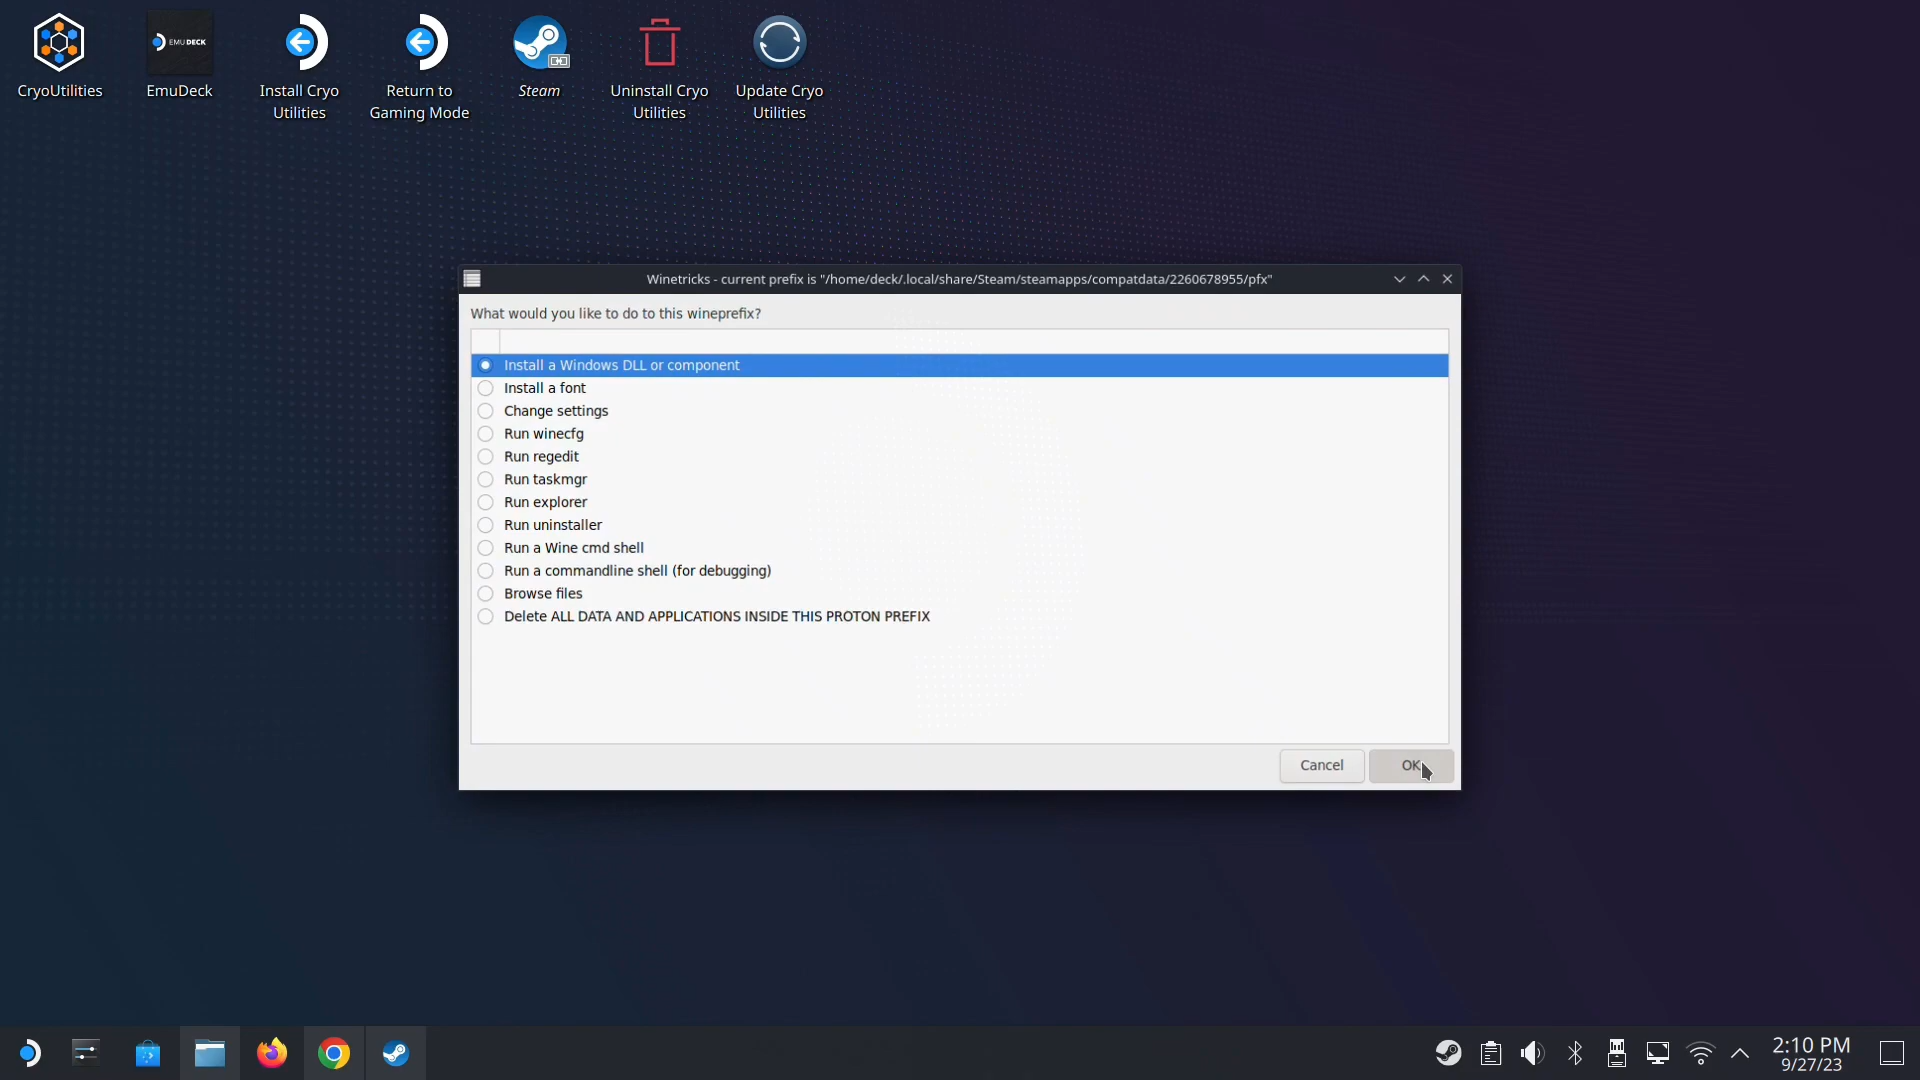 CryoUtilities
EMUDECK
EmuDeck
Install Cryo
Utilities
Return to
Gaming Mode
Steam
Uninstall Cryo
Utilities
Update Cryo
Utilities
Winetricks - current prefix is "/home/deck/.local/share/Steam/steamapps/compatdata/2260678955/pfx"
What would you like to do to this wineprefix?
Install a Windows DLL or component
Install a font
Change settings
Run winecfg
Run regedit
Run taskmgr
Run explorer
Run uninstaller
Run a Wine cmd shell
Run a commandline shell (for debugging)
Browse files
Delete ALL DATA AND APPLICATIONS INSIDE THIS PROTON PREFIX
Cancel
OK
2:10 PM
9/27/23